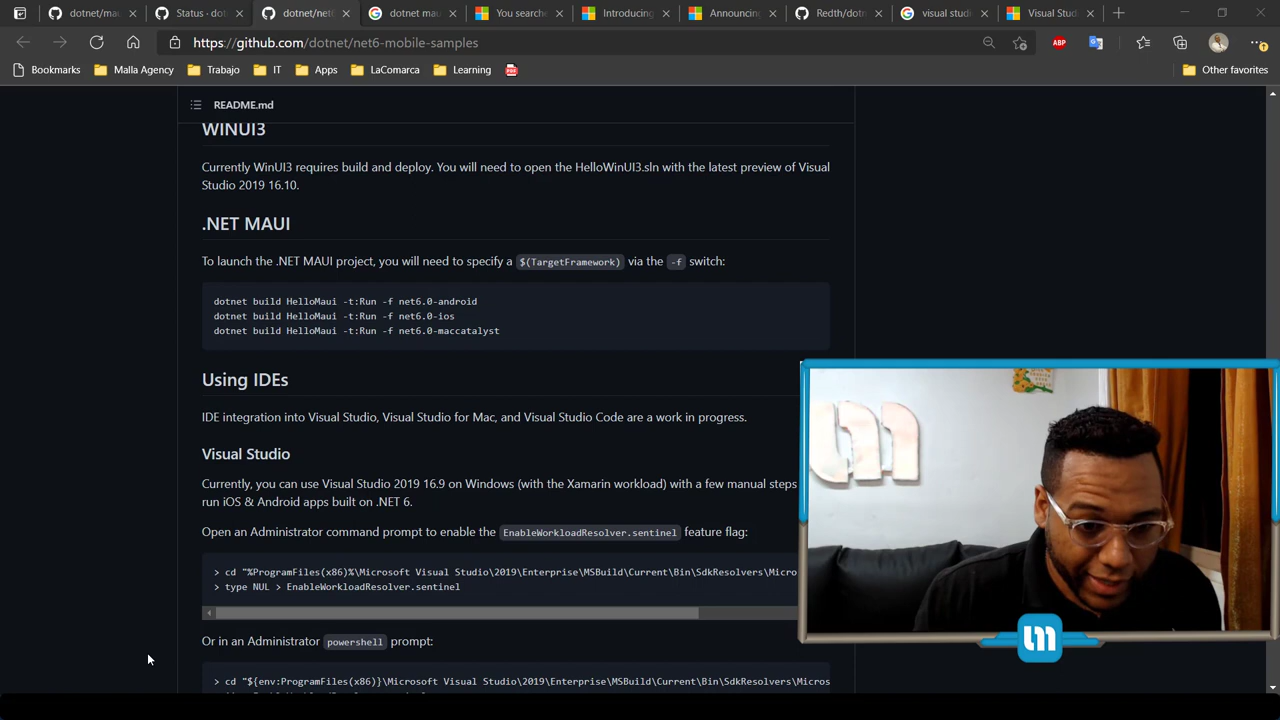 dotnet/mau
Status · dot
dotnet/net6
dotnet mau
You searche
Introducing
Announcing
Redth/dotn
visual studi
Visual Stu
https://github.com/dotnet/net6-mobile-samples
ABP
Bookmarks
Malla Agency
Trabajo
IT
Apps
LaComarca
Learning
Other favorites
README.md
WINUI3
Currently WinUI3 requires build and deploy. You will need to open the HelloWinUI3.sln with the latest preview of Visual
Studio 2019 16.10.
.NET MAUI
To launch the .NET MAUI project, you will need to specify a $(TargetFramework) via the -f switch:
dotnet build HelloMaui -t:Run -f net6.0-android
dotnet build HelloMaui -t:Run -f net6.0-ios
dotnet build HelloMaui -t:Run -f net6.0-maccatalyst
Using IDEs
IDE integration into Visual Studio, Visual Studio for Mac, and Visual Studio Code are a work in progress.
Visual Studio
Currently, you can use Visual Studio 2019 16.9 on Windows (with the Xamarin workload) with a few manual steps
run iOS & Android apps built on .NET 6.
Open an Administrator command prompt to enable the EnableWorkloadResolver.sentinel feature flag:
> cd "%ProgramFiles(x86)%\Microsoft Visual Studio\2019\Enterprise\MSBuild\Current\Bin\SdkResolvers\Micro
> type NUL > EnableWorkloadResolver.sentinel
Or in an Administrator powershell prompt:
> cd "${env:ProgramFiles(x86)}\Microsoft Visual Studio\2019\Enterprise\MSBuild\Current\Bin\SdkResolvers\Micros